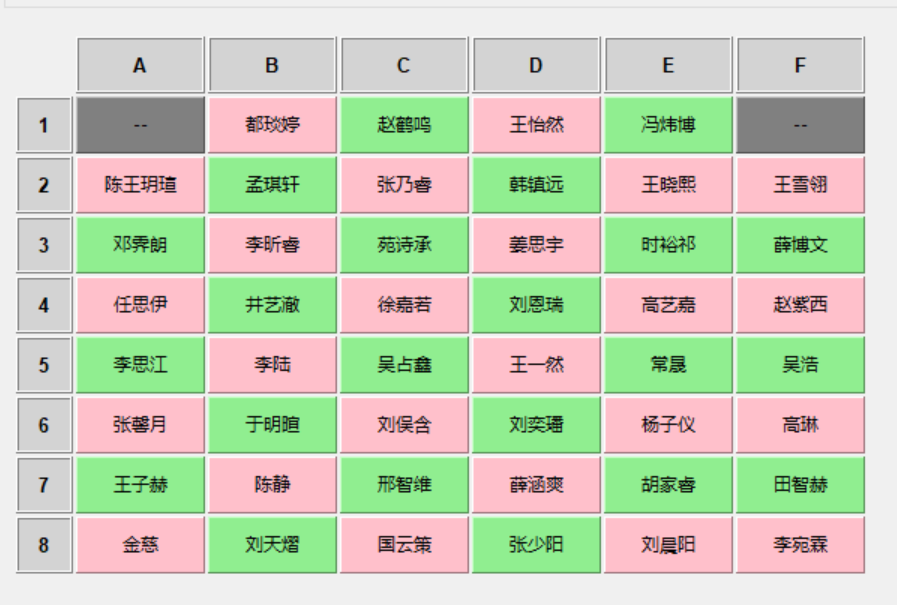 A B C D E F
1 -- 都琰婷 赵鹤鸣 王怡然 冯炜博 --
2 陈王玥瑄 孟琪轩 张乃睿 韩镇远 王晓熙 王雪翎
3 邓霁朗 李昕睿 苑诗承 姜思宇 时裕祁 薛博文
4 任思伊 井艺澈 徐嘉若 刘恩瑞 高艺嘉 赵紫西
5 李思江 李陆 吴占鑫 王一然 常晟 吴浩
6 张馨月 于明暄 刘俣含 刘奕璠 杨子仪 高琳
7 王子赫 陈静 邢智维 薛涵爽 胡家睿 田智赫
8 金慈 刘天熠 国云策 张少阳 刘晨阳 李宛霖